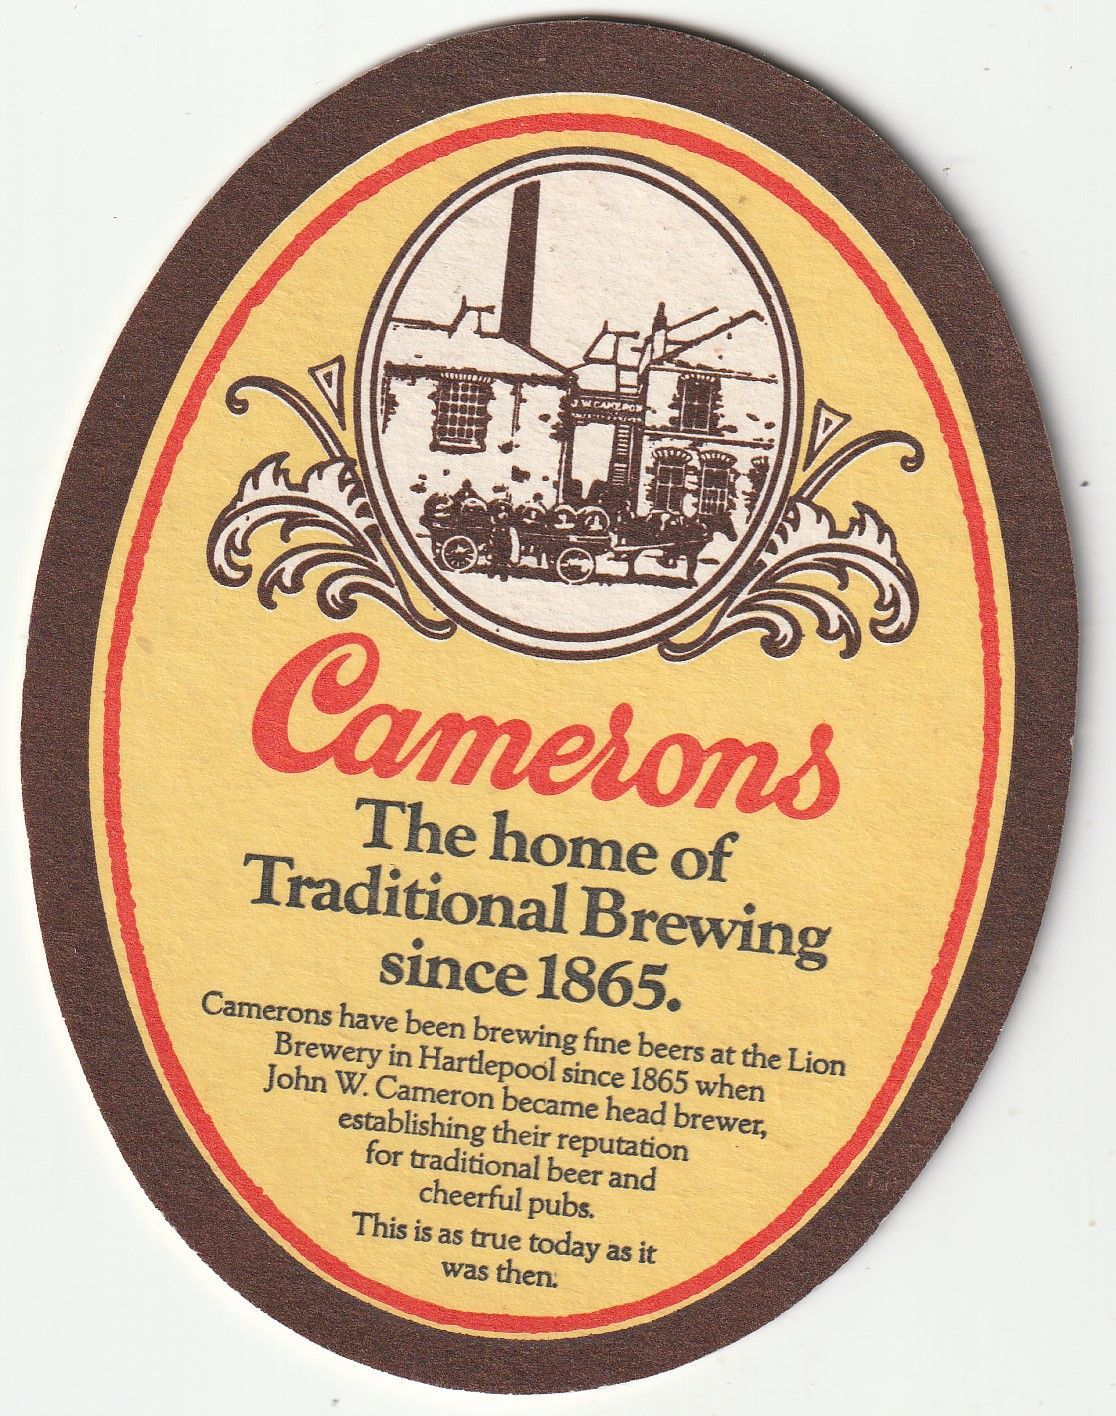 J.W. CAMERON
Camerons
The home of
Traditional Brewing
since 1865.
Camerons have been brewing fine beers at the Lion
Brewery in Hartlepool since 1865 when
John W. Cameron became head brewer,
establishing their reputation
for traditional beer and
cheerful pubs.
This is as true today as it
was then.